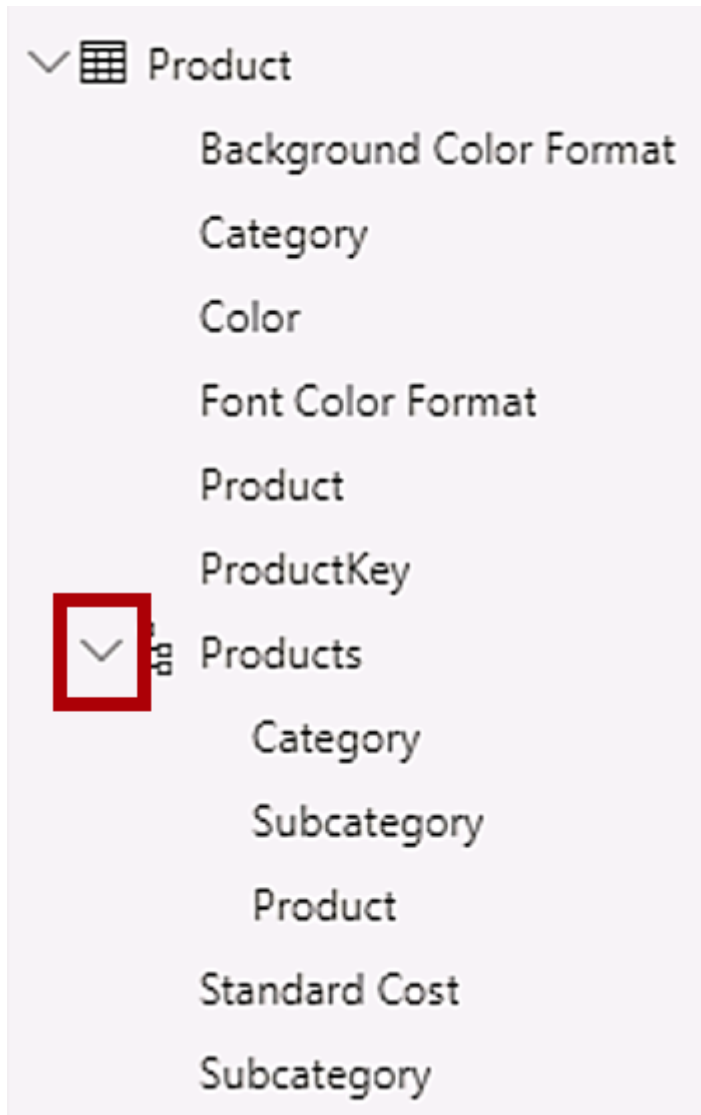 Product
Background Color Format
Category
Color
Font Color Format
Product
ProductKey
Products
Category
Subcategory
Product
Standard Cost
Subcategory